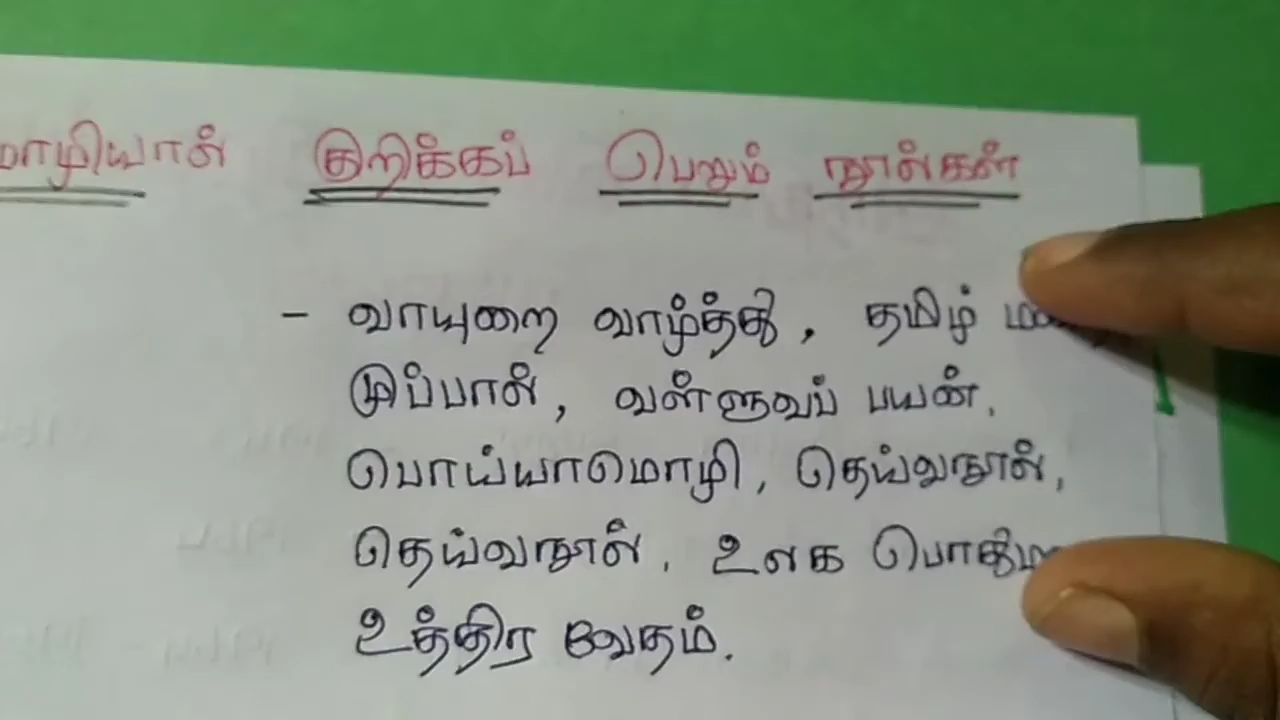 குறிக்கப் பெறும் நூல்கள்
- வாயுறை வாழ்த்து, தமிழ்
முப்பால், வள்ளுவப் பயன்,
பொய்யாமொழி, தெய்வநூல்,
தெய்வநூல், உலக
உத்திர வேதம்.